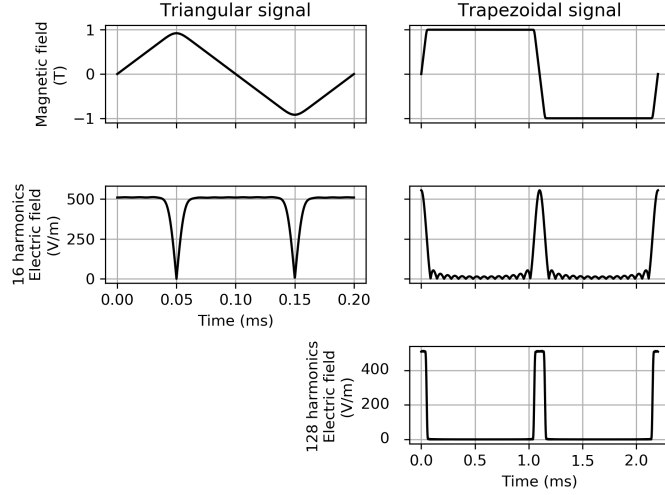 Triangular signal
Trapezoidal signal
Magnetic field
(T)
1
0
−1
16 harmonics
Electric field
(V/m)
500
250
0
0.00 0.05 0.10 0.15 0.20
Time (ms)
128 harmonics
Electric field
(V/m)
400
200
0
0.0 0.5 1.0 1.5 2.0
Time (ms)